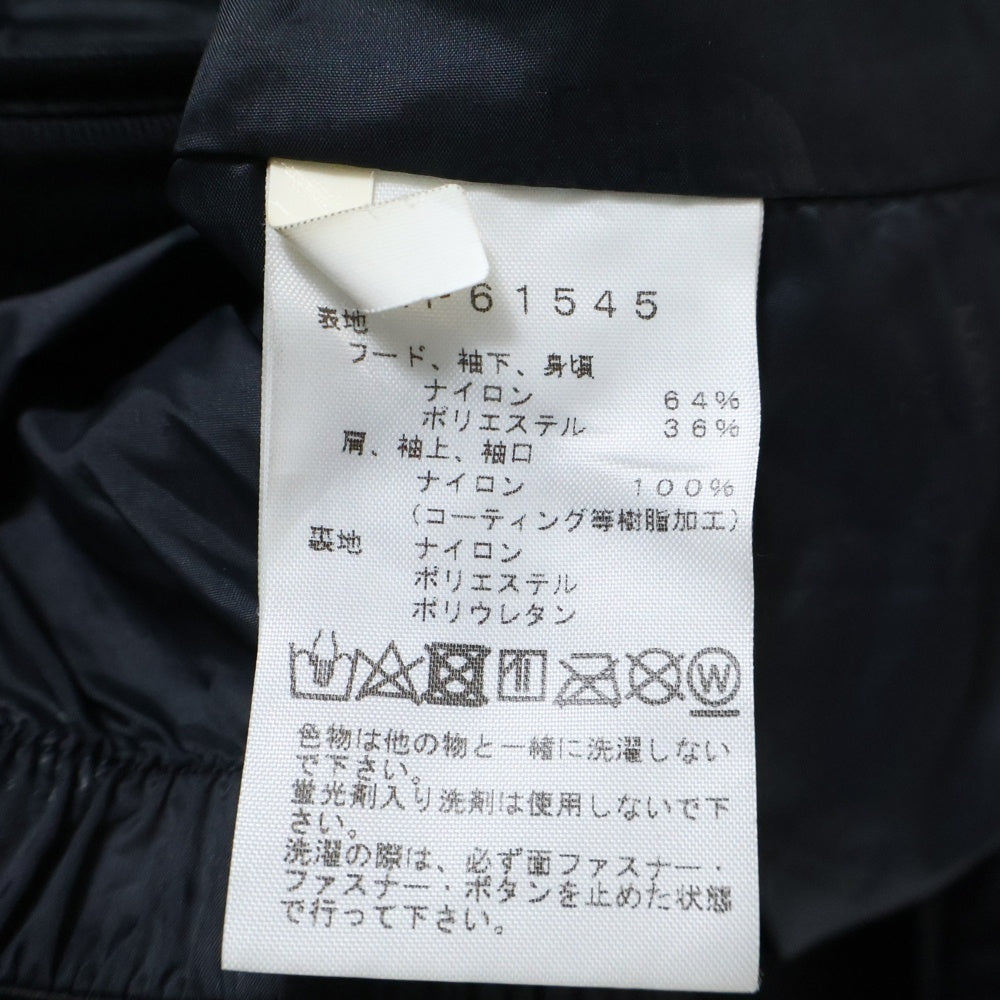 61545
表地
フード、袖下、身頃
ナイロン 64%
ポリエステル 36%
肩、袖上、袖口
ナイロン 100%
(コーティング等樹脂加工)
裏地 ナイロン
ポリエステル
ポリウレタン
W
色物は他の物と一緒に洗濯しない
で下さい。
蛍光剤入り洗剤は使用しないで下
さい。
洗濯の際は、必ず面ファスナー・
ファスナー・ボタンを止めた状態
で行って下さい。